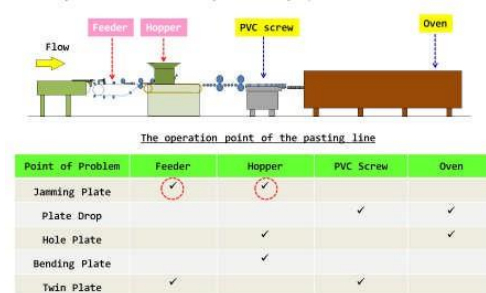 Feeder Hopper PVC screw Oven
Flow
The operation point of the pasting line
Point of Problem Feeder Hopper PVC Screw Oven
Jamming Plate ✓ ✓
Plate Drop ✓ ✓
Hole Plate ✓ ✓
Bending Plate ✓
Twin Plate ✓ ✓